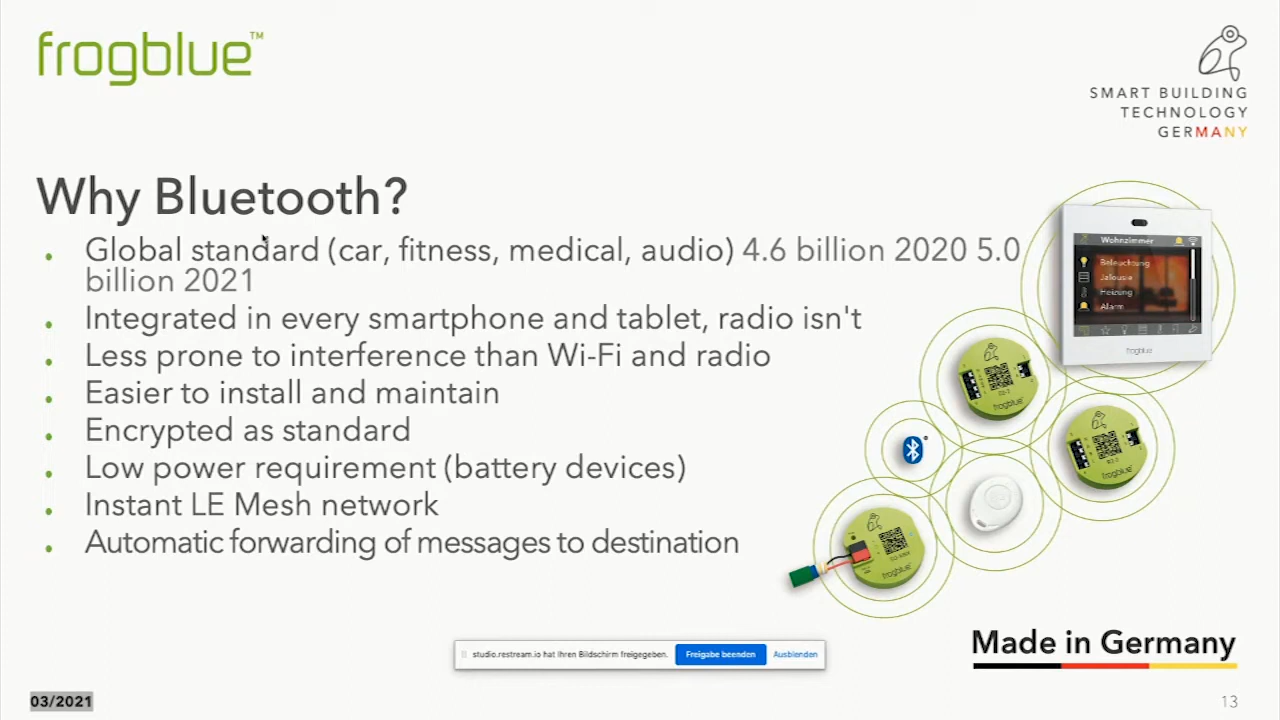 frogblue™
SMART BUILDING
TECHNOLOGY
GERMANY
Why Bluetooth?
• Global standard (car, fitness, medical, audio) 4.6 billion 2020 5.0
billion 2021
• Integrated in every smartphone and tablet, radio isn't
• Less prone to interference than Wi-Fi and radio
• Easier to install and maintain
• Encrypted as standard
• Low power requirement (battery devices)
• Instant LE Mesh network
• Automatic forwarding of messages to destination
Wohnzimmer
Beleuchtung
Jalousie
Heizung
Alarm
frogblue
frogblue
frogblue
frogblue
studio.restream.io hat Ihren Bildschirm freigegeben.
Freigabe beenden
Ausblenden
Made in Germany
03/2021
13